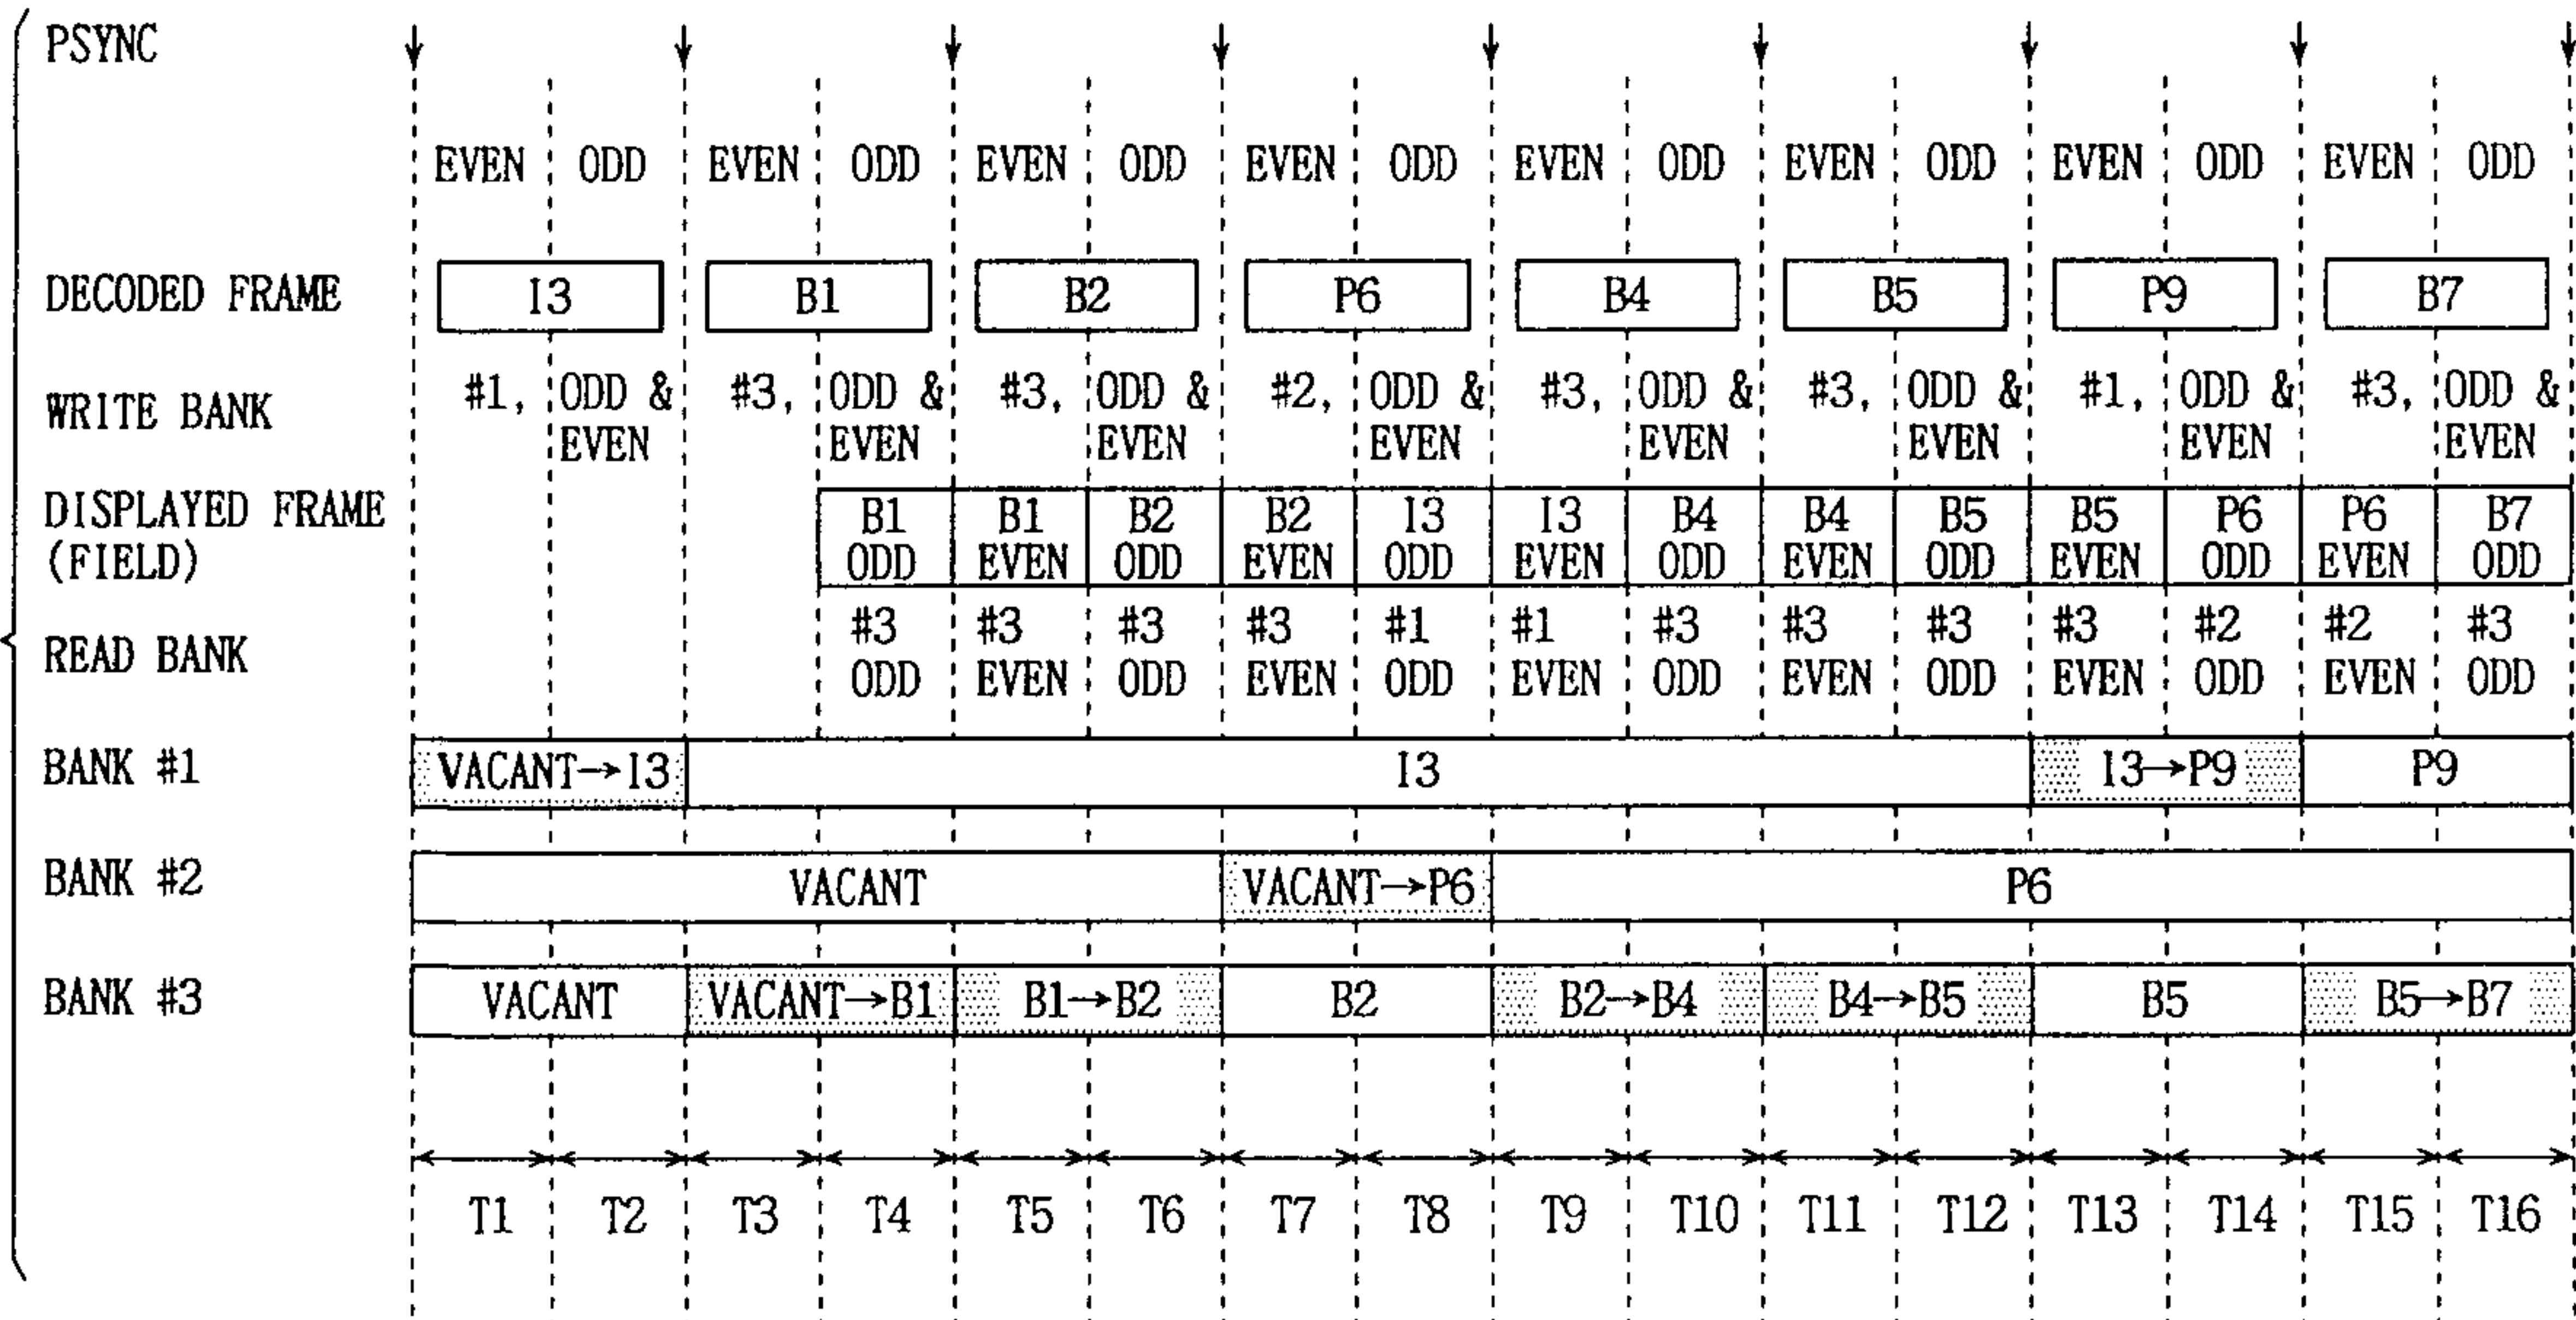 PSYNC
EVEN ODD EVEN ODD EVEN ODD EVEN ODD EVEN ODD EVEN ODD EVEN ODD EVEN ODD
DECODED FRAME I3 B1 B2 P6 B4 B5 P9 B7
WRITE BANK #1, ODD & #3, ODD & #3, ODD & #2, ODD & #3, ODD & #3, ODD & #1, ODD & #3, ODD &
EVEN EVEN EVEN EVEN EVEN EVEN EVEN EVEN
DISPLAYED FRAME B1 B1 B2 B2 I3 I3 B4 B4 B5 B5 P6 P6 B7
(FIELD) ODD EVEN ODD EVEN ODD EVEN ODD EVEN ODD EVEN ODD EVEN ODD
READ BANK #3 #3 #3 #3 #1 #1 #3 #3 #3 #3 #2 #2 #3
ODD EVEN ODD EVEN ODD EVEN ODD EVEN ODD EVEN ODD EVEN ODD
BANK #1 VACANT→I3 I3 I3→P9 P9
BANK #2 VACANT VACANT→P6 P6
BANK #3 VACANT VACANT→B1 B1→B2 B2 B2→B4 B4→B5 B5 B5→B7
T1 T2 T3 T4 T5 T6 T7 T8 T9 T10 T11 T12 T13 T14 T15 T16